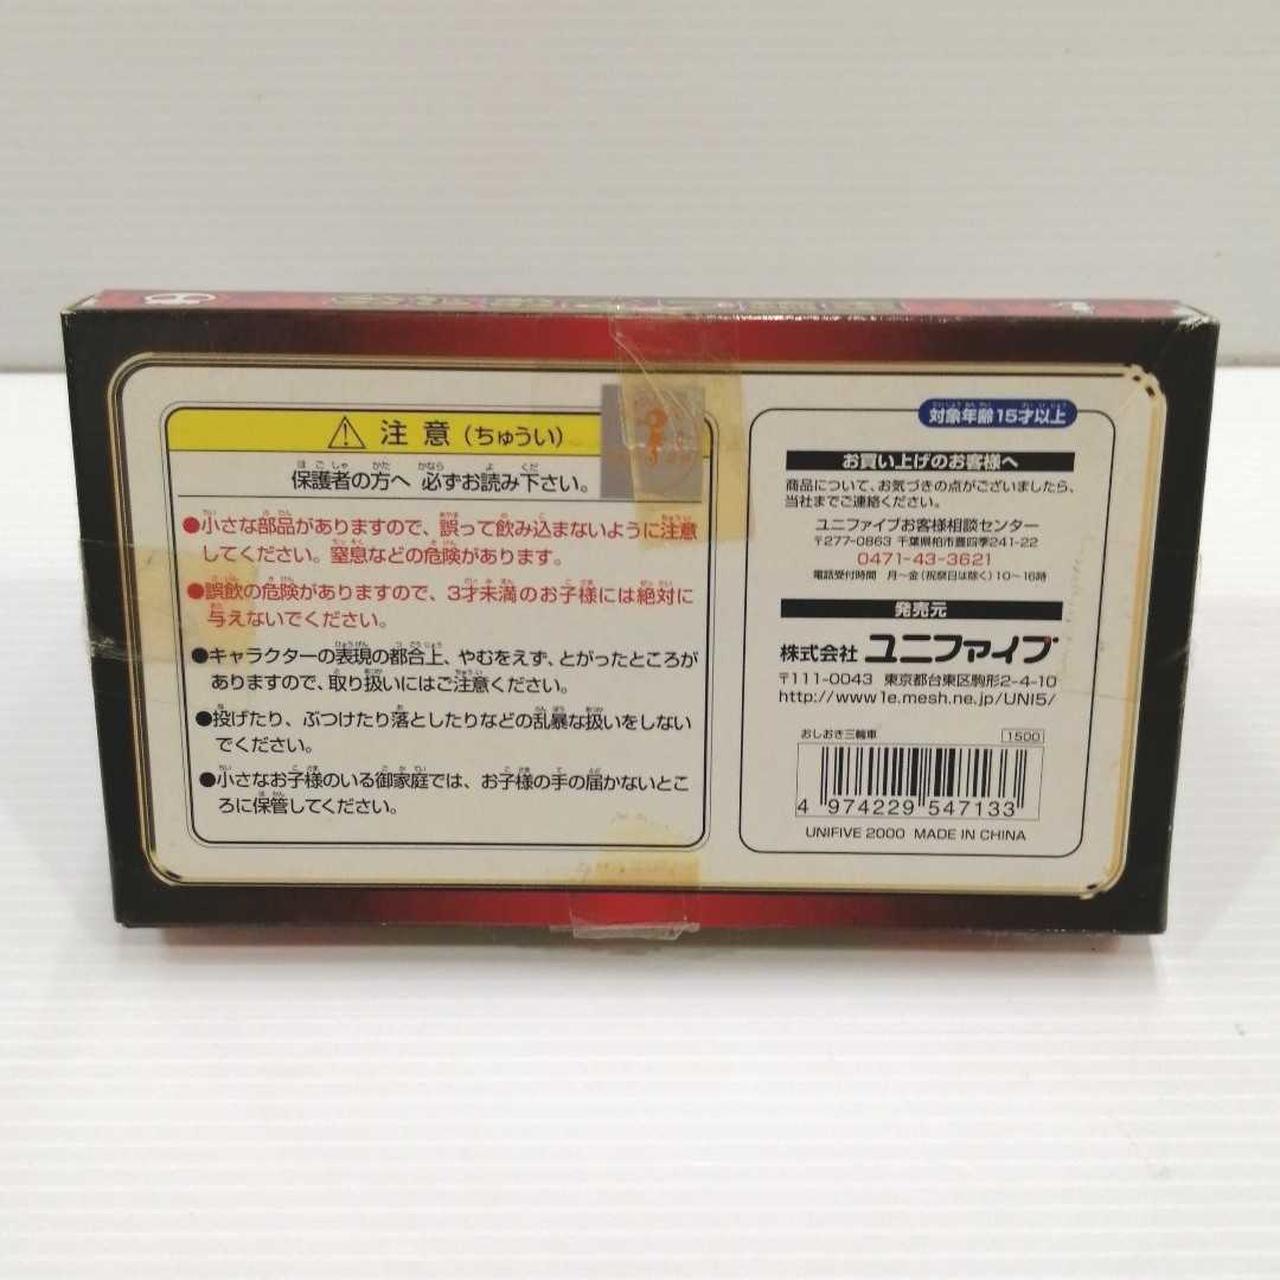 注意(ちゅうい)
保護者の方へ 必ずお読み下さい。
●小さな部品がありますので、誤って飲み込まないように注意
してください。窒息などの危険があります。
●誤飲の危険がありますので、3才未満のお子様には絶対に
与えないでください。
●キャラクターの表現の都合上、やむをえず、とがったところが
ありますので、取り扱いにはご注意ください。
●投げたり、ぶつけたり落としたりなどの乱暴な扱いをしない
でください。
●小さなお子様のいる御家庭では、お子様の手の届かないとこ
ろに保管してください。
対象年齢15才以上
お買い上げのお客様へ
商品について、お気づきの点がございましたら、
当社までご連絡ください。
ユニファイブお客様相談センター
〒277-0863 千葉県柏市豊四季241-22
0471-43-3621
電話受付時間 月〜金(祝祭日は除く)10〜16時
発売元
株式会社 ユニファイブ
〒111-0043 東京都台東区駒形2-4-10
http://www1e.mesh.ne.jp/UNI5/
おしおき三輪車 1500
4 974229 547133
UNIFIVE 2000 MADE IN CHINA